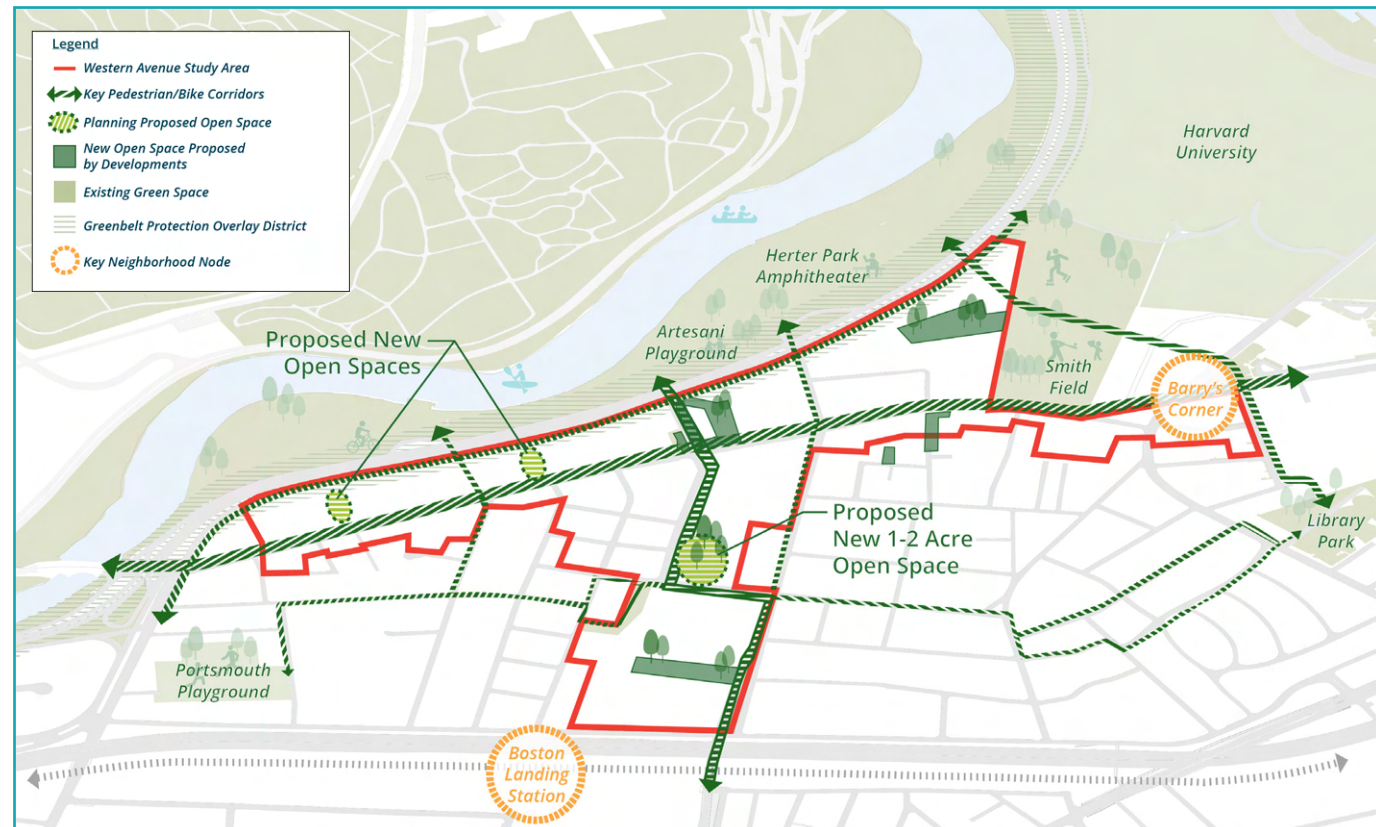 Legend
Western Avenue Study Area
Key Pedestrian/Bike Corridors
Planning Proposed Open Space
New Open Space Proposed
by Developments
Existing Green Space
Greenbelt Protection Overlay District
Key Neighborhood Node
Harvard
University
Herter Park
Amphitheater
Artesani
Playground
Proposed New
Open Spaces
Smith
Field
Barry's
Corner
Proposed
New 1-2 Acre
Open Space
Library
Park
Portsmouth
Playground
Boston
Landing
Station